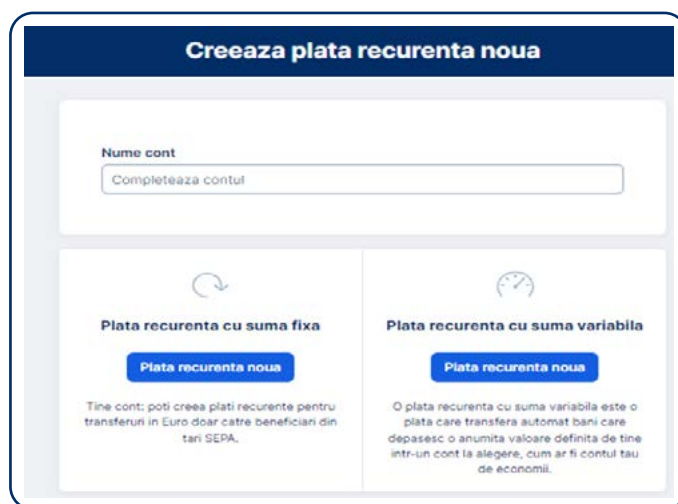 Creeaza plata recurenta noua
Nume cont
Completeaza contul
Plata recurenta cu suma fixa
Plata recurenta noua
Tine cont: poti creea plati recurente pentru
transferuri in Euro doar catre beneficiari din
tari SEPA.
Plata recurenta cu suma variabila
Plata recurenta noua
O plata recurenta cu suma variabila este o
plata care transfera automat bani care
depasesc o anumita valoare definita de tine
intr-un cont la alegere, cum ar fi contul tau
de economii.